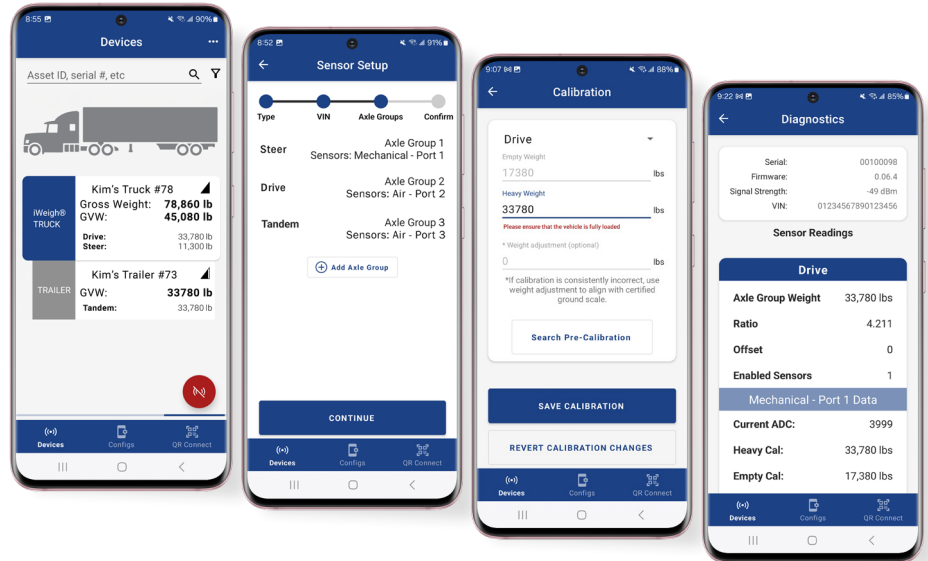 8:55
90%
Devices
Asset ID, serial #, etc
iWeigh®
TRUCK
Kim's Truck #78
Gross Weight: 78,860 lb
GVW: 45,080 lb
Drive: 33,780 lb
Steer: 11,300 lb
TRAILER
Kim's Trailer #73
GVW: 33780 lb
Tandem: 33,780 lb
Devices
Configs
QR Connect
8:52
91%
Sensor Setup
Type
VIN
Axle Groups
Confirm
Steer
Axle Group 1
Sensors: Mechanical - Port 1
Drive
Axle Group 2
Sensors: Air - Port 2
Tandem
Axle Group 3
Sensors: Air - Port 3
Add Axle Group
CONTINUE
Devices
Configs
QR Connect
9:07
88%
Calibration
Drive
Empty Weight
17380 lbs
Heavy Weight
33780 lbs
Please ensure that the vehicle is fully loaded
* Weight adjustment (optional)
0 lbs
*If calibration is consistently incorrect, use
weight adjustment to align with certified
ground scale.
Search Pre-Calibration
SAVE CALIBRATION
REVERT CALIBRATION CHANGES
Devices
Configs
QR Connect
9:22
85%
Diagnostics
Serial: 00100098
Firmware: 0.06.4
Signal Strength: -49 dBm
VIN: 01234567890123456
Sensor Readings
Drive
Axle Group Weight 33,780 lbs
Ratio 4.211
Offset 0
Enabled Sensors 1
Mechanical - Port 1 Data
Current ADC: 3999
Heavy Cal: 33,780 lbs
Empty Cal: 17,380 lbs
Devices
Configs
QR Connect